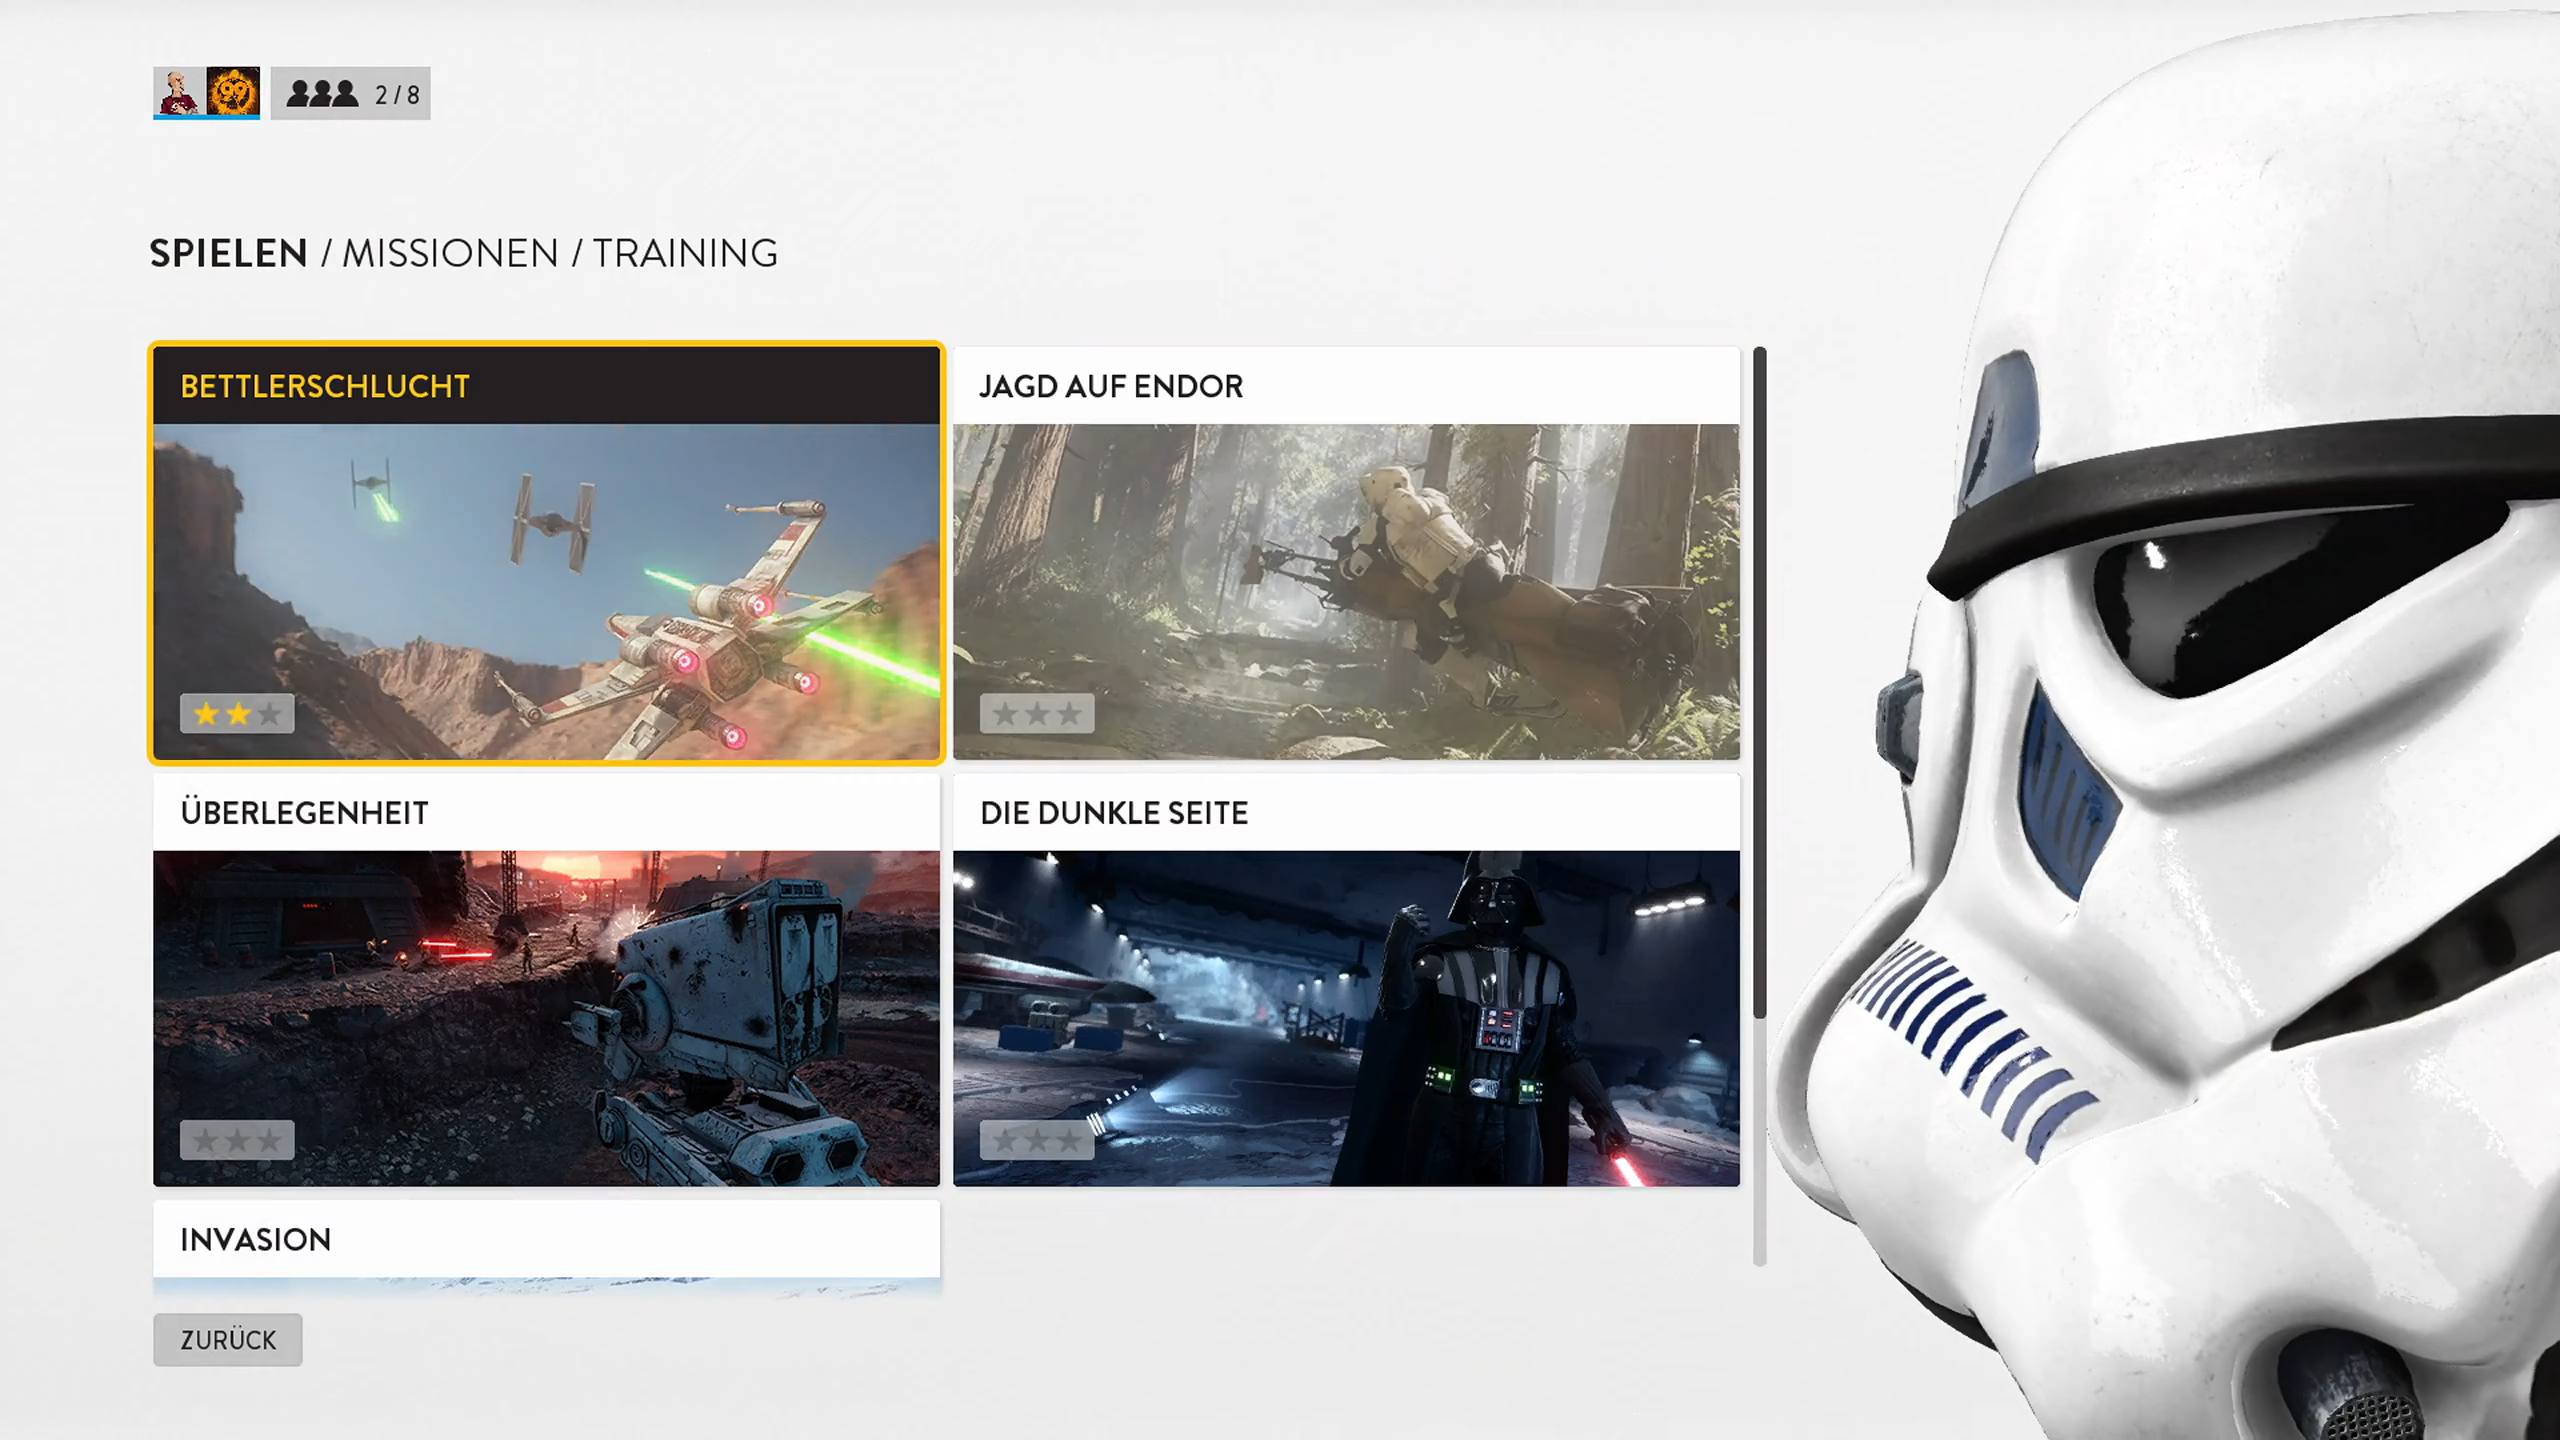 2 / 8
SPIELEN / MISSIONEN / TRAINING
BETTLERSCHLUCHT
JAGD AUF ENDOR
ÜBERLEGENHEIT
DIE DUNKLE SEITE
INVASION
ZURÜCK